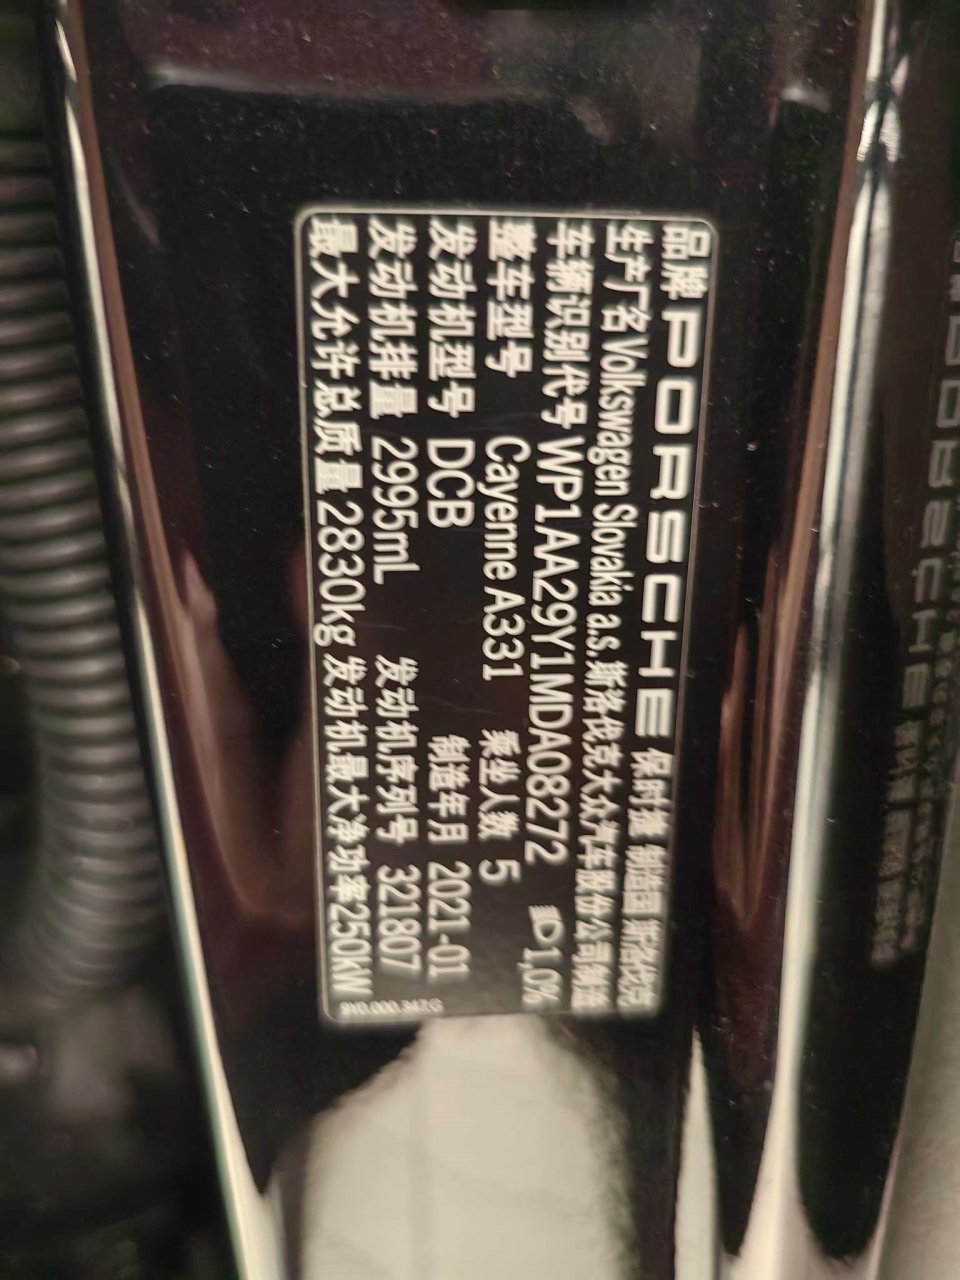 品牌 PORSCHE 保时捷 制造国 斯洛伐克
生产厂名 Volkswagen Slovakia a.s. 斯洛伐克大众汽车股份公司制造
车辆识别代号 WP1AA29Y1MDA08272 1,0%
整车型号 Cayenne A331 乘坐人数 5
发动机型号 DCB 制造年月 2021-01
发动机排量 2995mL 发动机序列号 321807
最大允许总质量 2830kg 发动机最大净功率250kW
9Y0.000.347.G